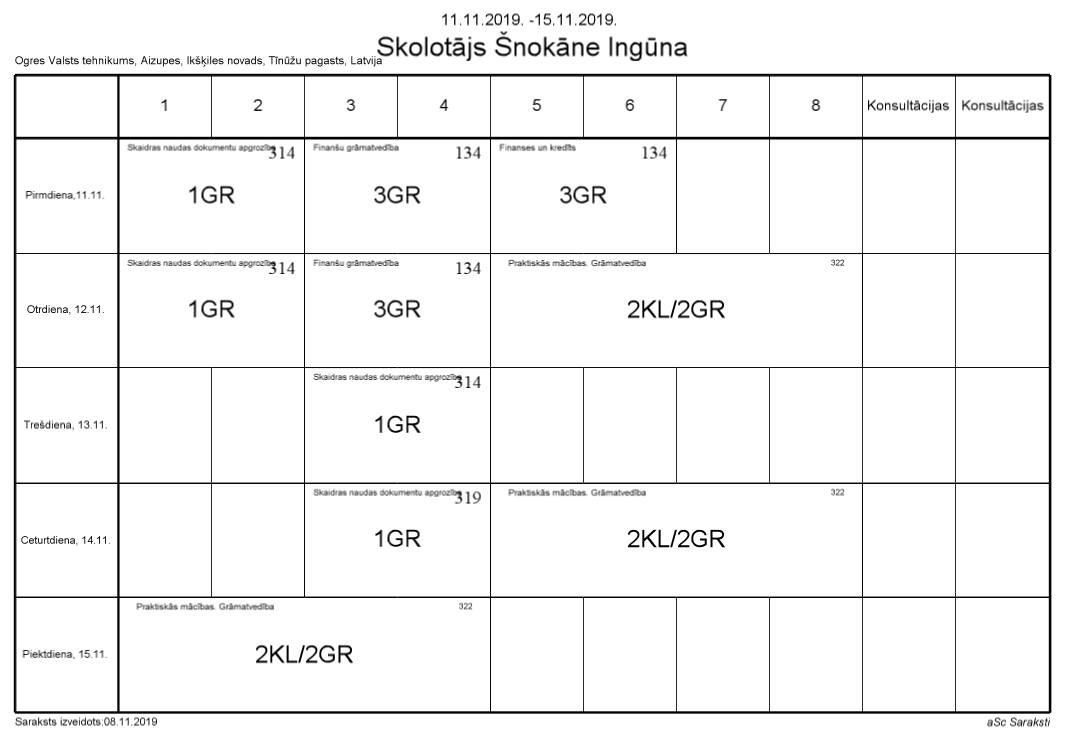 11.11.2019. -15.11.2019.
Skolotājs Šnokāne Ingūna
Ogres Valsts tehnikums, Aizupes, Ikšķiles novads, Tīnūžu pagasts, Latvija
1 2 3 4 5 6 7 8 Konsultācijas Konsultācijas
Skaidras naudas dokumentu apgrozība 314 Finanšu grāmatvedība 134 Finanses un kredīts 134
Pirmdiena,11.11. 1GR 3GR 3GR
Skaidras naudas dokumentu apgrozība 314 Finanšu grāmatvedība 134 Praktiskās mācības. Grāmatvedība 322
Otrdiena, 12.11. 1GR 3GR 2KL/2GR
Skaidras naudas dokumentu apgrozība 314
Trešdiena, 13.11. 1GR
Skaidras naudas dokumentu apgrozība 319 Praktiskās mācības. Grāmatvedība 322
Ceturtdiena, 14.11. 1GR 2KL/2GR
Praktiskās mācības. Grāmatvedība 322
Piektdiena, 15.11. 2KL/2GR
Saraksts izveidots:08.11.2019 aSc Saraksti